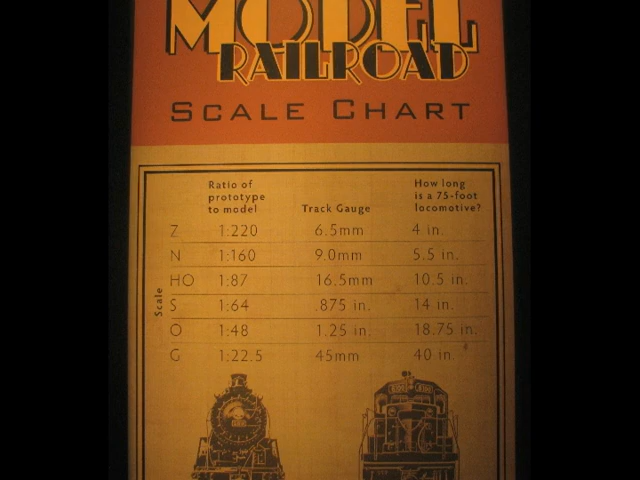 MODEL
RAILROAD
SCALE CHART
Ratio of prototype to model Track Gauge How long is a 75-foot locomotive?
Scale
Z 1:220 6.5mm 4 in.
N 1:160 9.0mm 5.5 in.
HO 1:87 16.5mm 10.5 in.
S 1:64 .875 in. 14 in.
O 1:48 1.25 in. 18.75 in.
G 1:22.5 45mm 40 in.